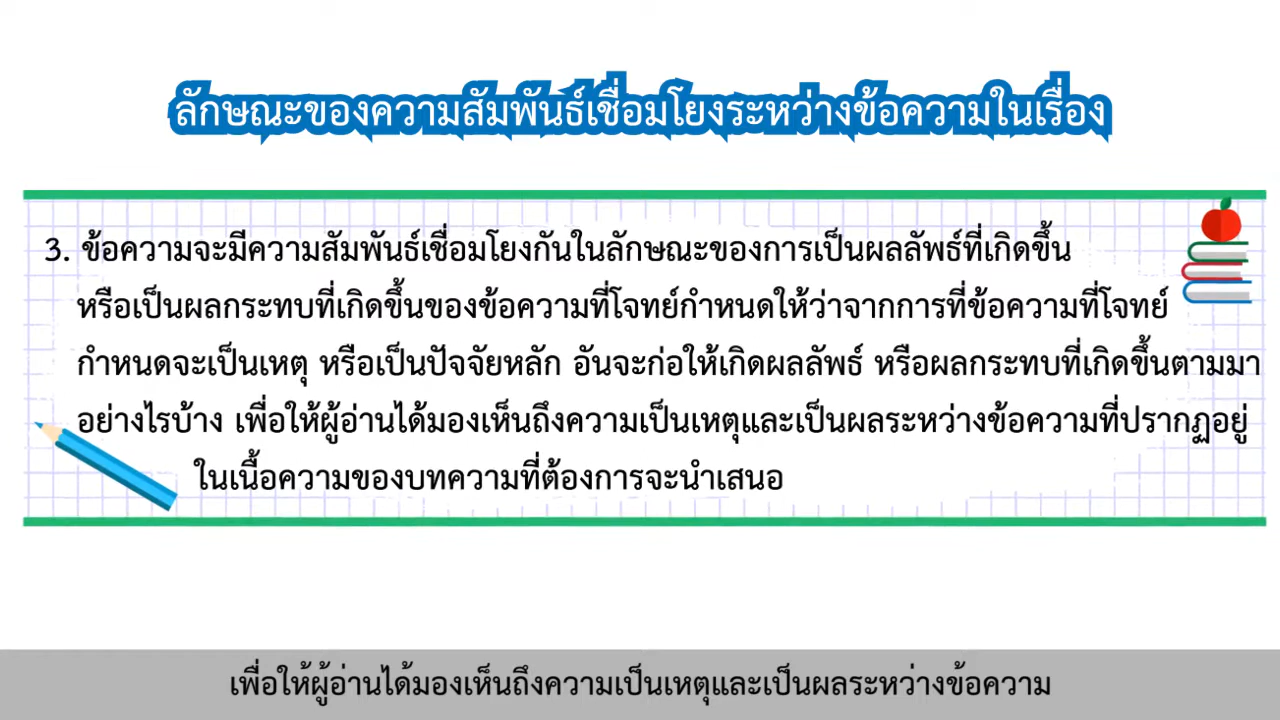 ลักษณะของความสัมพันธ์เชื่อมโยงระหว่างข้อความในเรื่อง
3. ข้อความจะมีความสัมพันธ์เชื่อมโยงกันในลักษณะของการเป็นผลลัพธ์ที่เกิดขึ้น
หรือเป็นผลกระทบที่เกิดขึ้นของข้อความที่โจทย์กำหนดให้ว่าจากการที่ข้อความที่โจทย์
กำหนดจะเป็นเหตุ หรือเป็นปัจจัยหลัก อันจะก่อให้เกิดผลลัพธ์ หรือผลกระทบที่เกิดขึ้นตามมา
อย่างไรบ้าง เพื่อให้ผู้อ่านได้มองเห็นถึงความเป็นเหตุและเป็นผลระหว่างข้อความที่ปรากฏอยู่
ในเนื้อความของบทความที่ต้องการจะนำเสนอ
เพื่อให้ผู้อ่านได้มองเห็นถึงความเป็นเหตุและเป็นผลระหว่างข้อความ